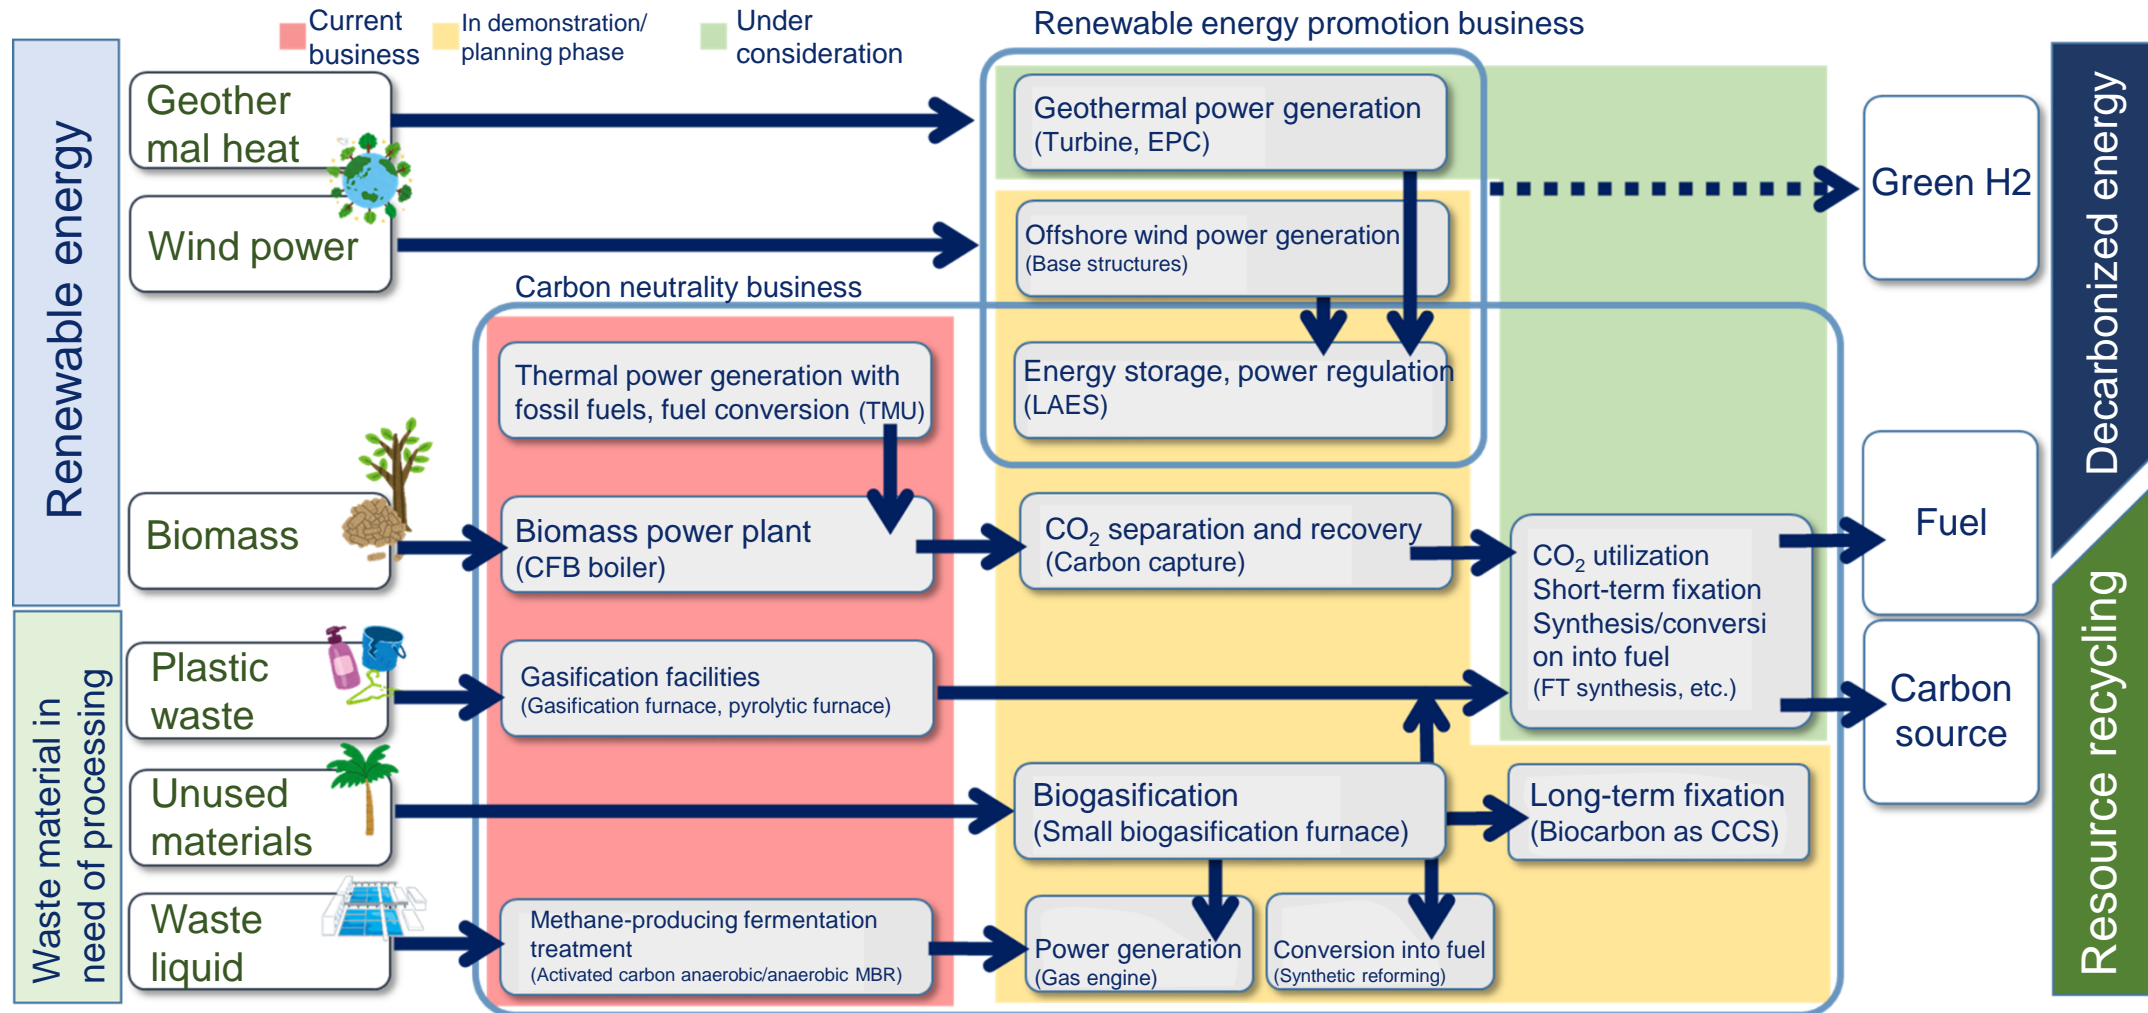 Current
business
In demonstration/
planning phase
Under
consideration
Renewable energy promotion business
Renewable energy
Geother
mal heat
Geothermal power generation
(Turbine, EPC)
Green H2
Decarbonized energy
Wind power
Offshore wind power generation
(Base structures)
Carbon neutrality business
Thermal power generation with
fossil fuels, fuel conversion (TMU)
Energy storage, power regulation
(LAES)
Biomass
Biomass power plant
(CFB boiler)
CO2 separation and recovery
(Carbon capture)
CO2 utilization
Short-term fixation
Synthesis/conversi
on into fuel
(FT synthesis, etc.)
Fuel
Waste material in
need of processing
Plastic
waste
Gasification facilities
(Gasification furnace, pyrolytic furnace)
Carbon
source
Resource recycling
Unused
materials
Biogasification
(Small biogasification furnace)
Long-term fixation
(Biocarbon as CCS)
Waste
liquid
Methane-producing fermentation
treatment
(Activated carbon anaerobic/anaerobic MBR)
Power generation
(Gas engine)
Conversion into fuel
(Synthetic reforming)